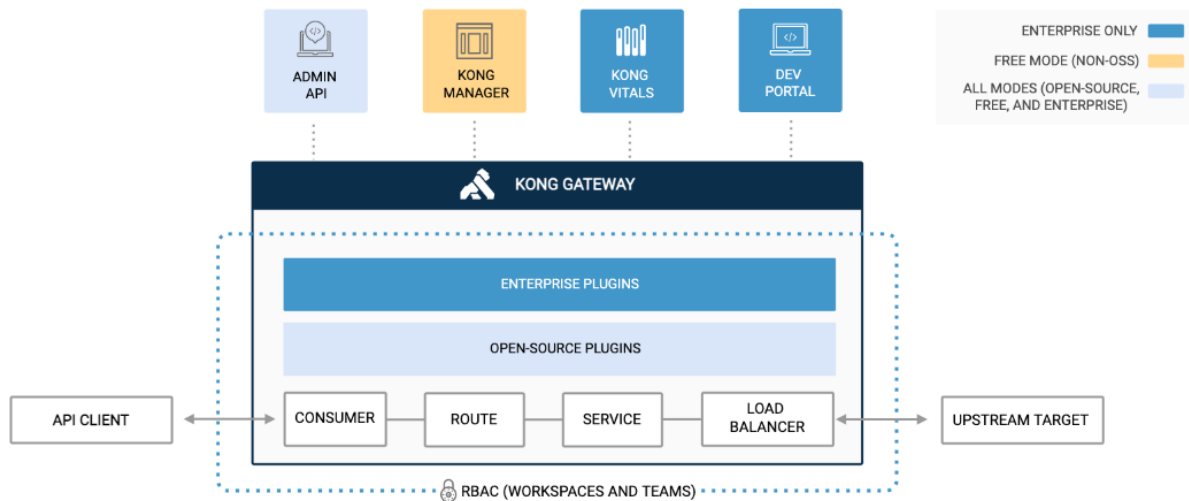 ADMIN
API
KONG
MANAGER
KONG
VITALS
DEV
PORTAL
ENTERPRISE ONLY
FREE MODE (NON-OSS)
ALL MODES (OPEN-SOURCE,
FREE, AND ENTERPRISE)
KONG GATEWAY
ENTERPRISE PLUGINS
OPEN-SOURCE PLUGINS
API CLIENT
CONSUMER
ROUTE
SERVICE
LOAD
BALANCER
UPSTREAM TARGET
RBAC (WORKSPACES AND TEAMS)